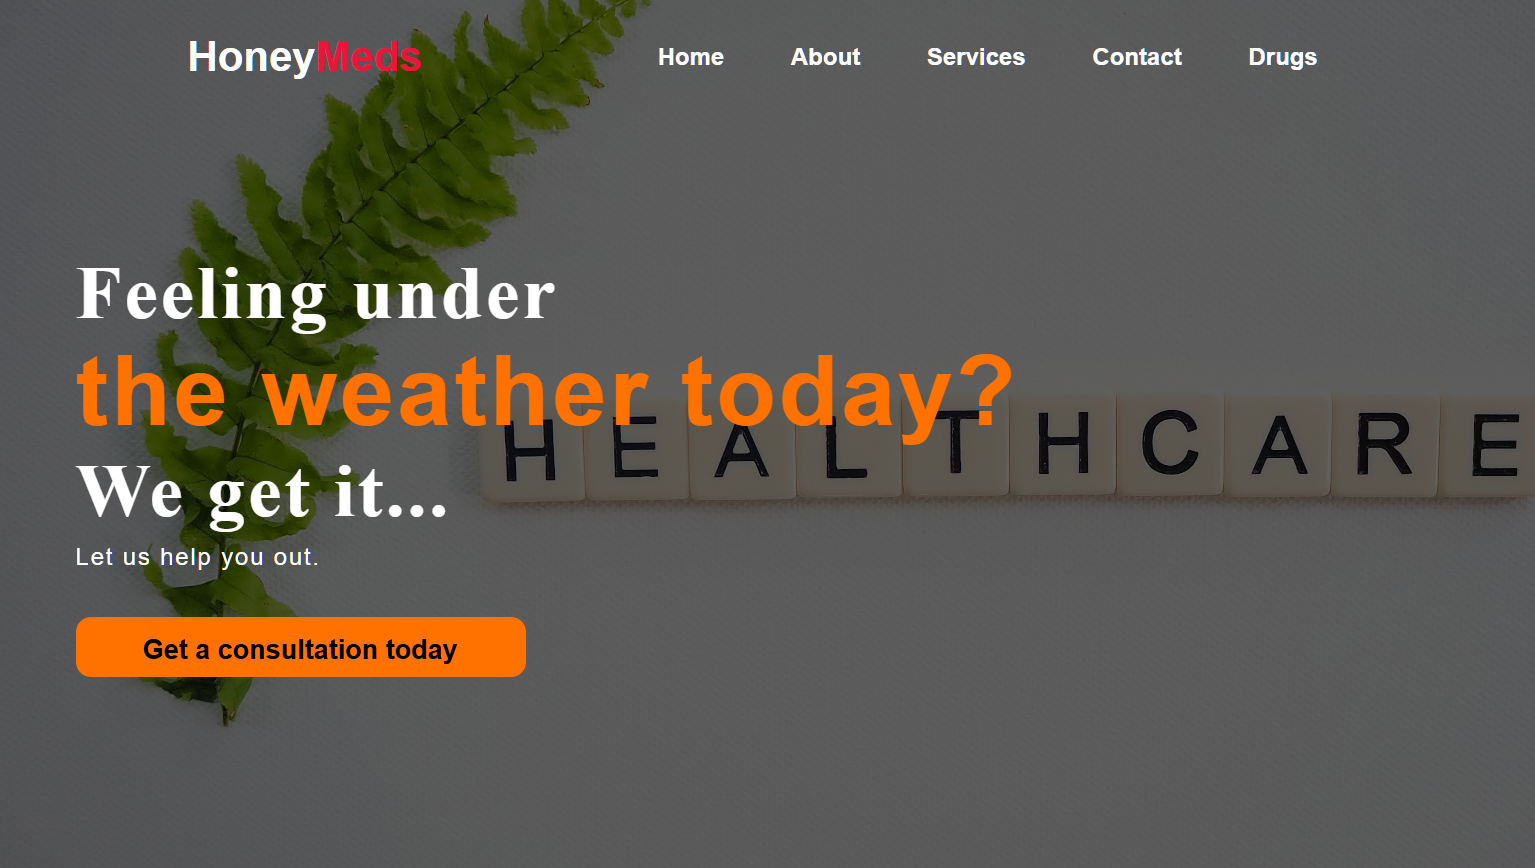 HoneyMeds
Home About Services Contact Drugs
Feeling under
the weather today?
HEALTHCARE
We get it...
Let us help you out.
Get a consultation today